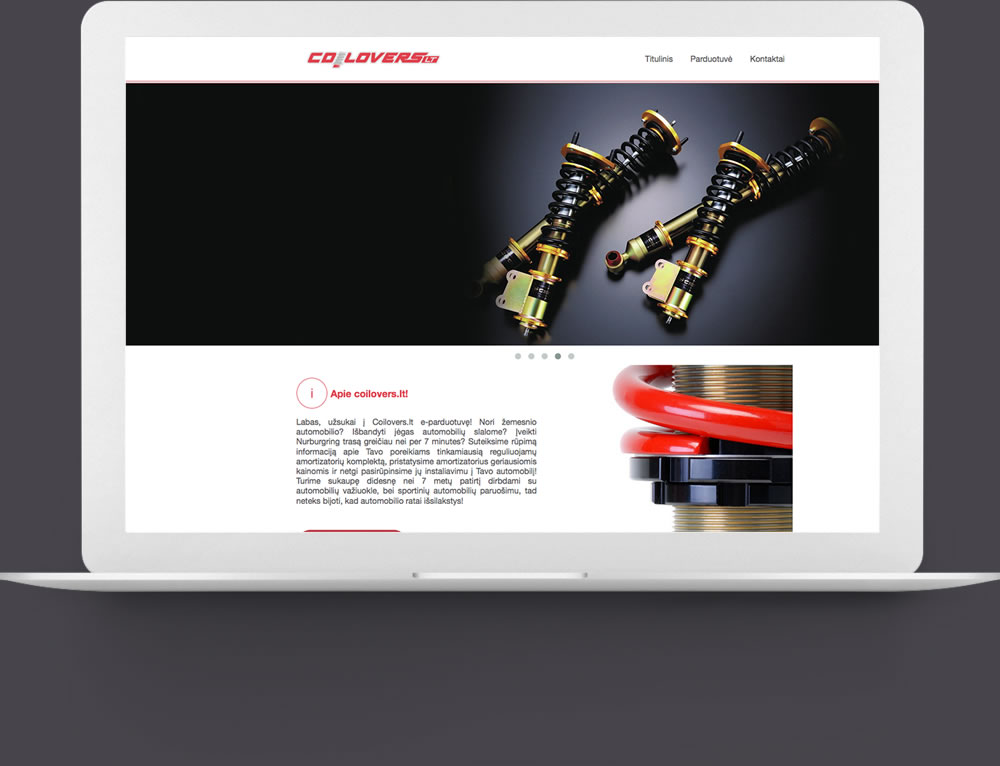 COILOVERS LT
Titulinis Parduotuvė Kontaktai
i Apie coilovers.lt!
Labas, užsukai į Coilovers.lt e-parduotuvę! Nori žemesnio
automobilio? Išbandyti jėgas automobilių slalome? Įveikti
Nurburgring trasą greičiau nei per 7 minutes? Suteiksime rūpimą
informaciją apie Tavo poreikiams tinkamiausią reguliuojamų
amortizatorių komplektą, pristatysime amortizatorius geriausiomis
kainomis ir netgi pasirūpinsime jų instaliavimu į Tavo automobilį!
Turime sukaupę didesnę nei 7 metų patirtį dirbdami su
automobilių važiuokle, bei sportinių automobilių paruošimu, tad
neteks bijoti, kad automobilio ratai išsilakstys!